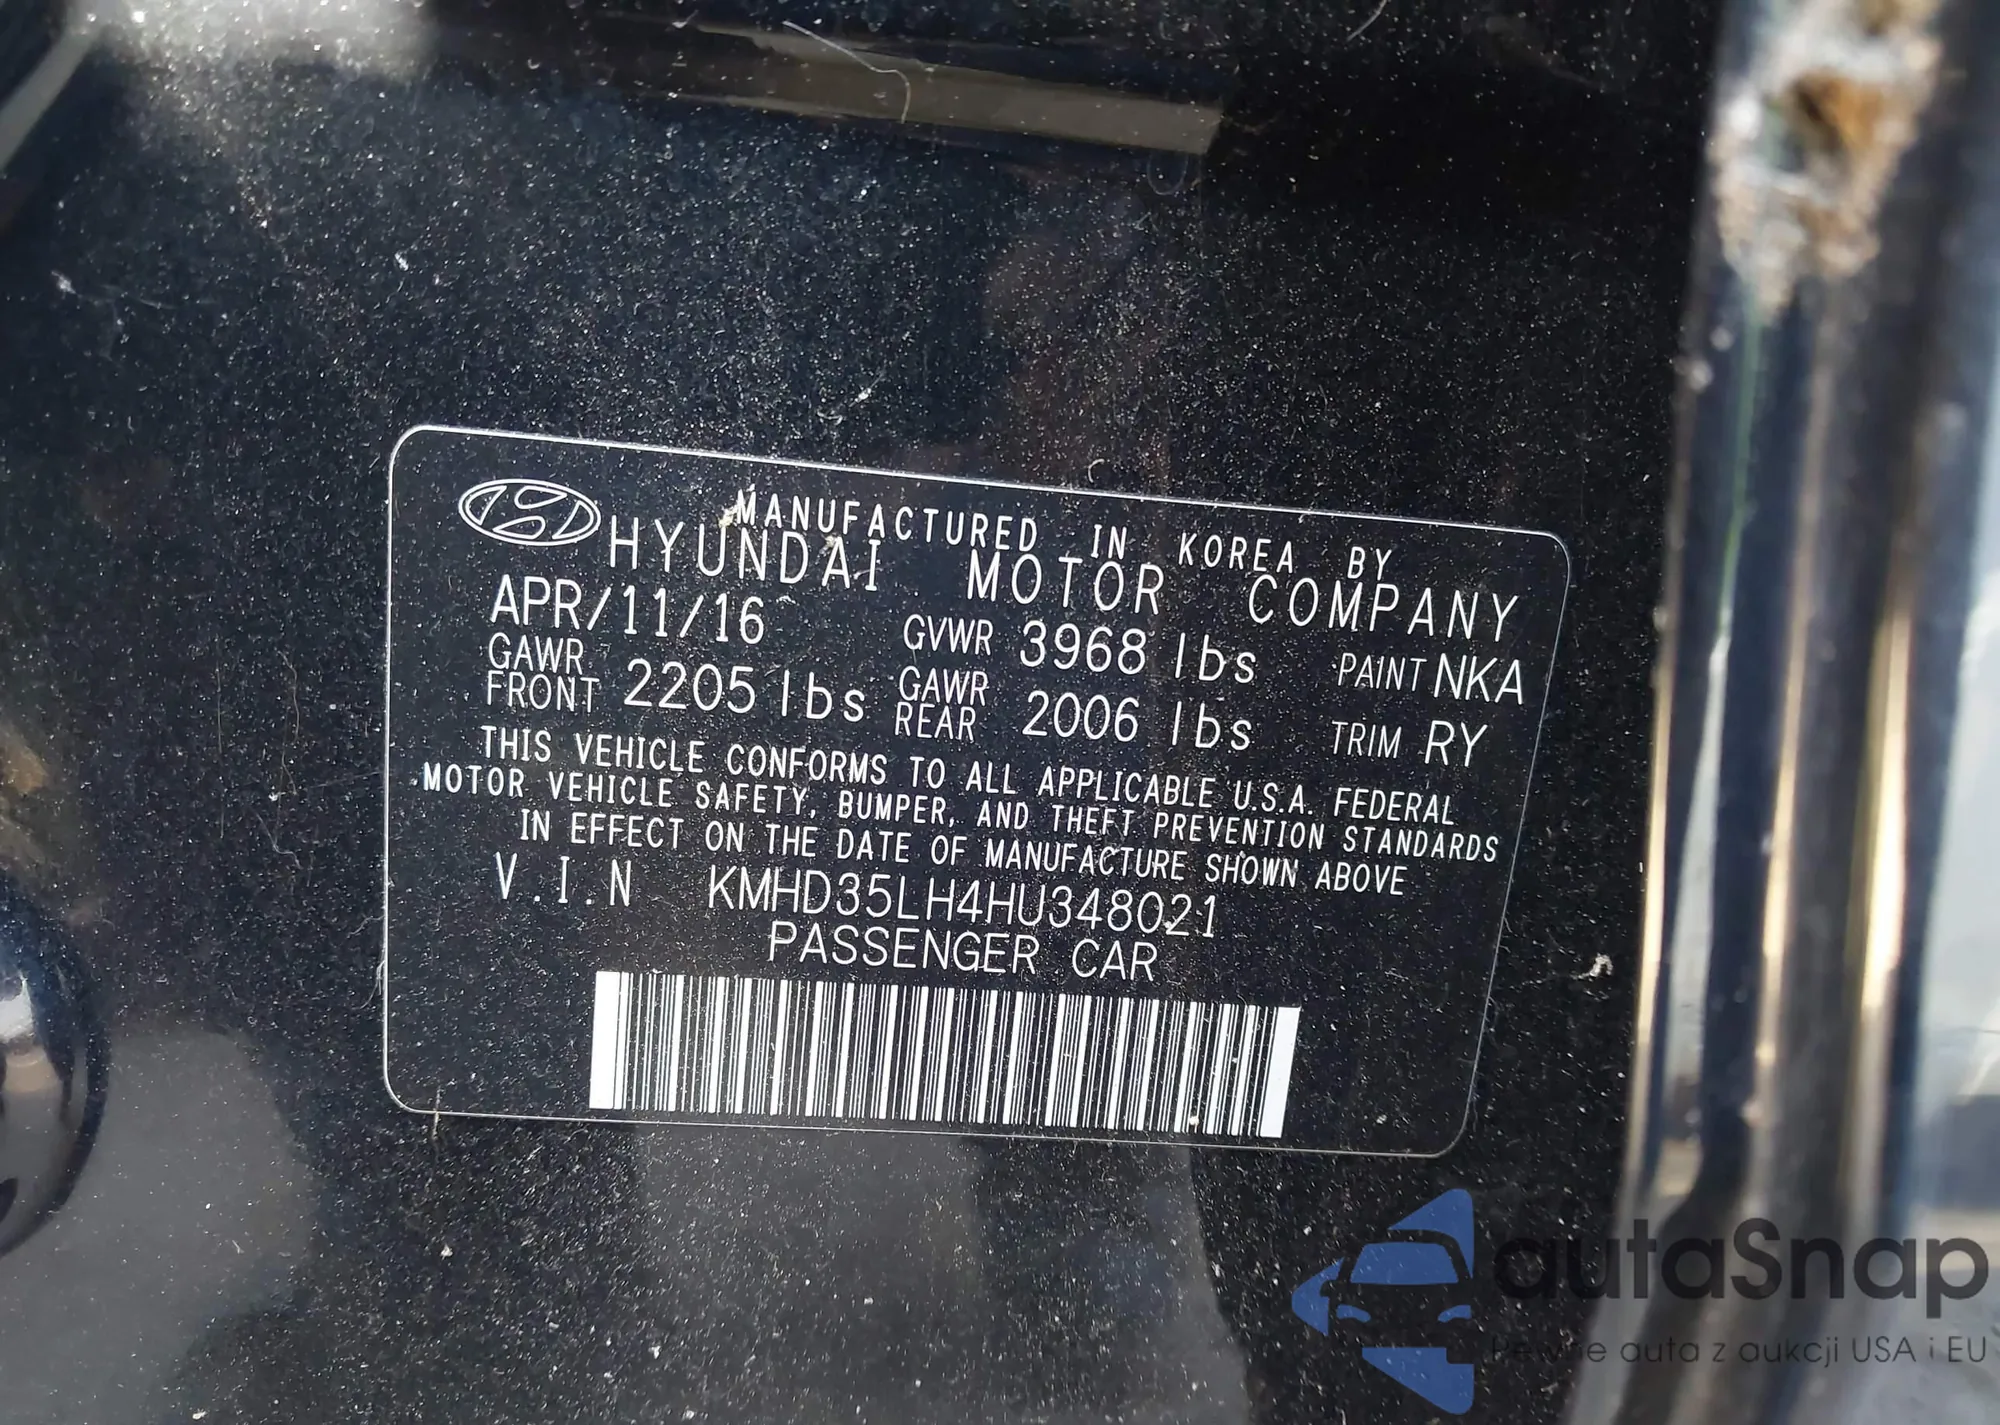 MANUFACTURED IN KOREA BY
HYUNDAI MOTOR COMPANY
APR/11/16 GVWR 3968 lbs PAINT NKA
GAWR FRONT 2205 lbs GAWR REAR 2006 lbs TRIM RY
THIS VEHICLE CONFORMS TO ALL APPLICABLE U.S.A. FEDERAL
MOTOR VEHICLE SAFETY, BUMPER, AND THEFT PREVENTION STANDARDS
IN EFFECT ON THE DATE OF MANUFACTURE SHOWN ABOVE
V.I.N KMHD35LH4HU348021
PASSENGER CAR
autaSnap
Pewne auta z aukcji USA i EU